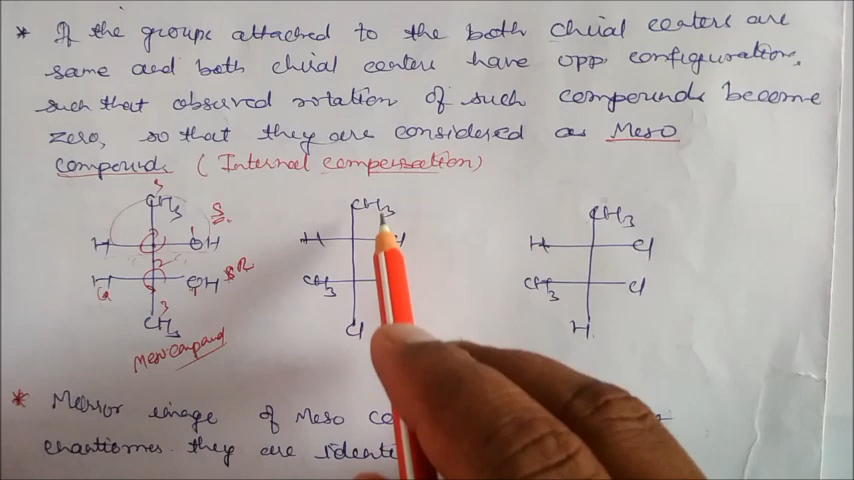 * If the groups attached to the both chiral centers are
same and both chiral centers have opp configuration,
such that observed rotation of such compounds become
zero, so that they are considered as Meso
compounds (Internal compensation)
CH3 CH3 CH3
H OH S H H Cl
H OH R CH3 CH3 Cl
CH3 Cl H
Meso compound
* Mirror image of Meso
enantiomers. they are